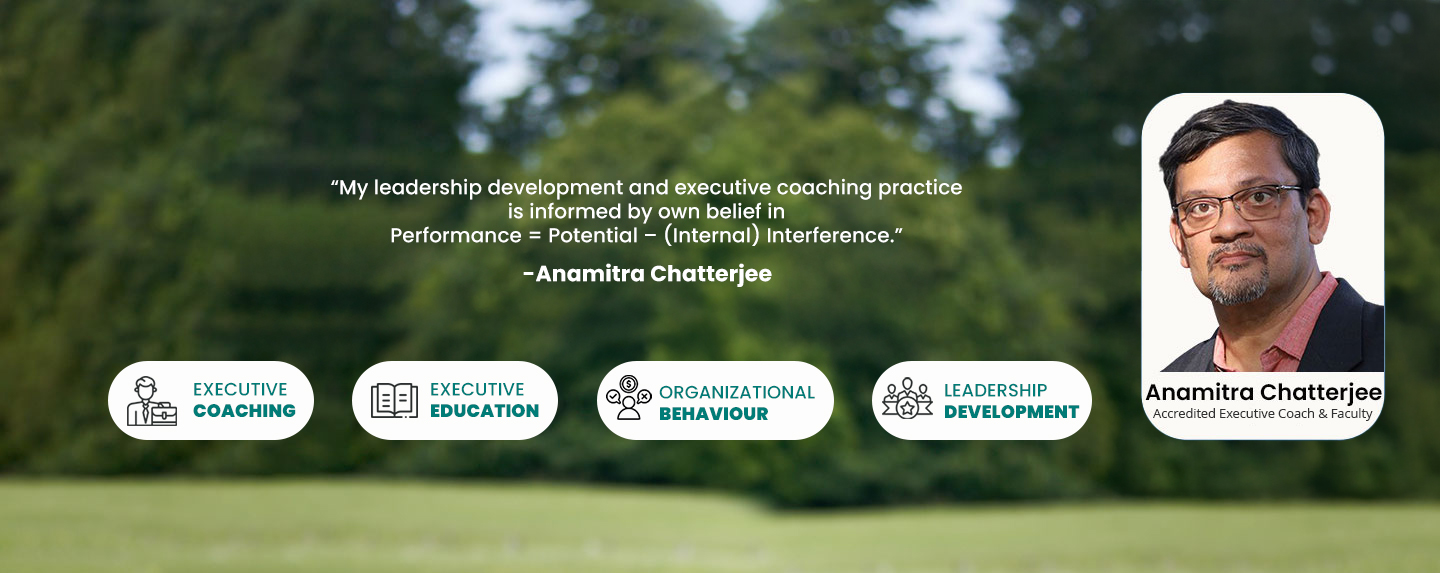 “My leadership development and executive coaching practice
is informed by own belief in
Performance = Potential – (Internal) Interference.”
-Anamitra Chatterjee
EXECUTIVE
COACHING
EXECUTIVE
EDUCATION
ORGANIZATIONAL
BEHAVIOUR
LEADERSHIP
DEVELOPMENT
Anamitra Chatterjee
Accredited Executive Coach & Faculty